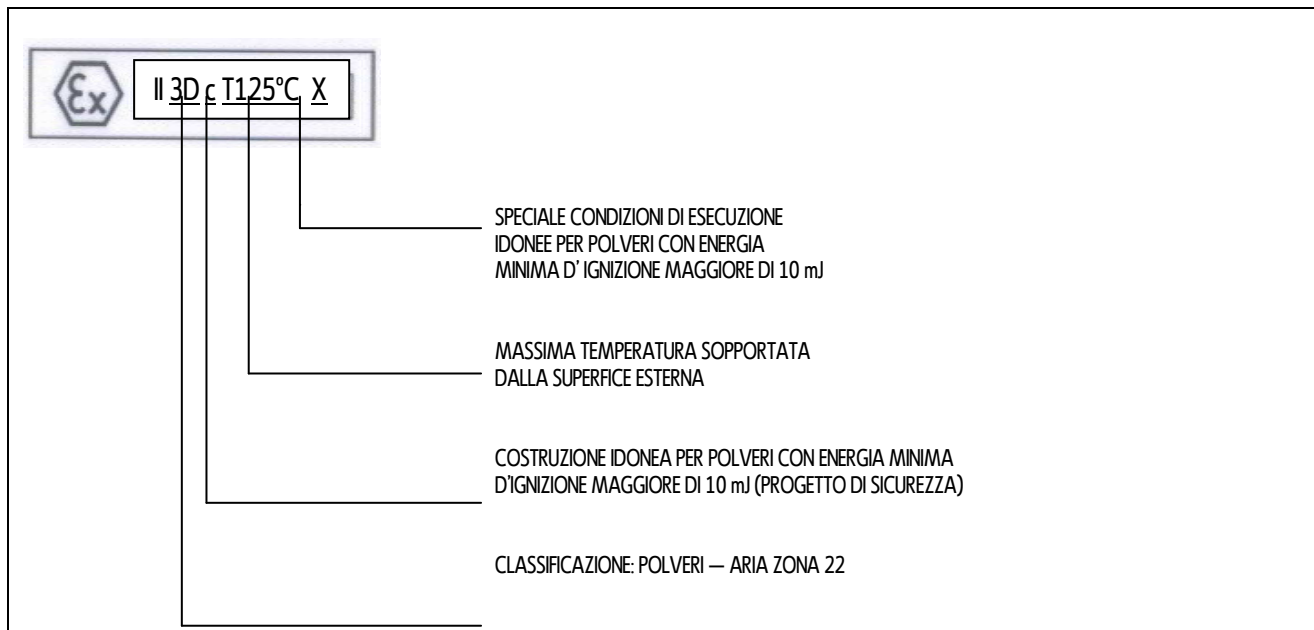 Ex II 3D c T125°C X
SPECIALE CONDIZIONI DI ESECUZIONE
IDONEE PER POLVERI CON ENERGIA
MINIMA D' IGNIZIONE MAGGIORE DI 10 mJ
MASSIMA TEMPERATURA SOPPORTATA
DALLA SUPERFICE ESTERNA
COSTRUZIONE IDONEA PER POLVERI CON ENERGIA MINIMA
D'IGNIZIONE MAGGIORE DI 10 mJ (PROGETTO DI SICUREZZA)
CLASSIFICAZIONE: POLVERI — ARIA ZONA 22